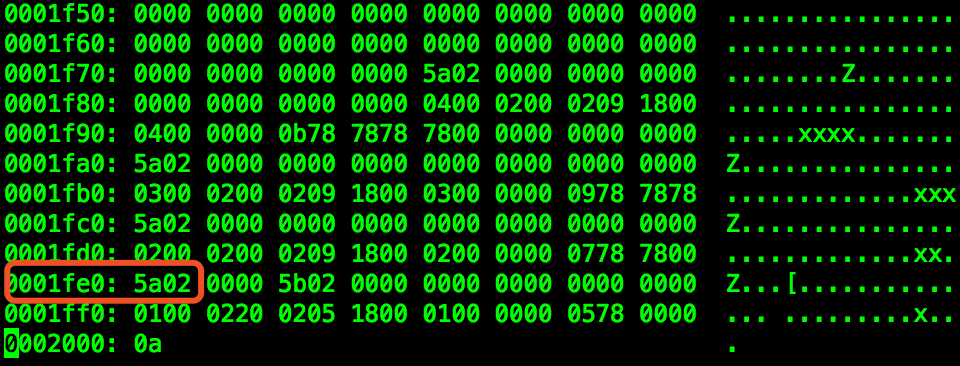 0001f50: 0000 0000 0000 0000 0000 0000 0000 0000  ................
0001f60: 0000 0000 0000 0000 0000 0000 0000 0000  ................
0001f70: 0000 0000 0000 0000 5a02 0000 0000 0000  ........Z.......
0001f80: 0000 0000 0000 0000 0400 0200 0209 1800  ................
0001f90: 0400 0000 0b78 7878 7800 0000 0000 0000  .....xxxx.......
0001fa0: 5a02 0000 0000 0000 0000 0000 0000 0000  Z...............
0001fb0: 0300 0200 0209 1800 0300 0000 0978 7878  .............xxx
0001fc0: 5a02 0000 0000 0000 0000 0000 0000 0000  Z...............
0001fd0: 0200 0200 0209 1800 0200 0000 0778 7800  .............xx.
0001fe0: 5a02 0000 5b02 0000 0000 0000 0000 0000  Z...[...........
0001ff0: 0100 0220 0205 1800 0100 0000 0578 0000  ... .........x..
0002000: 0a  .